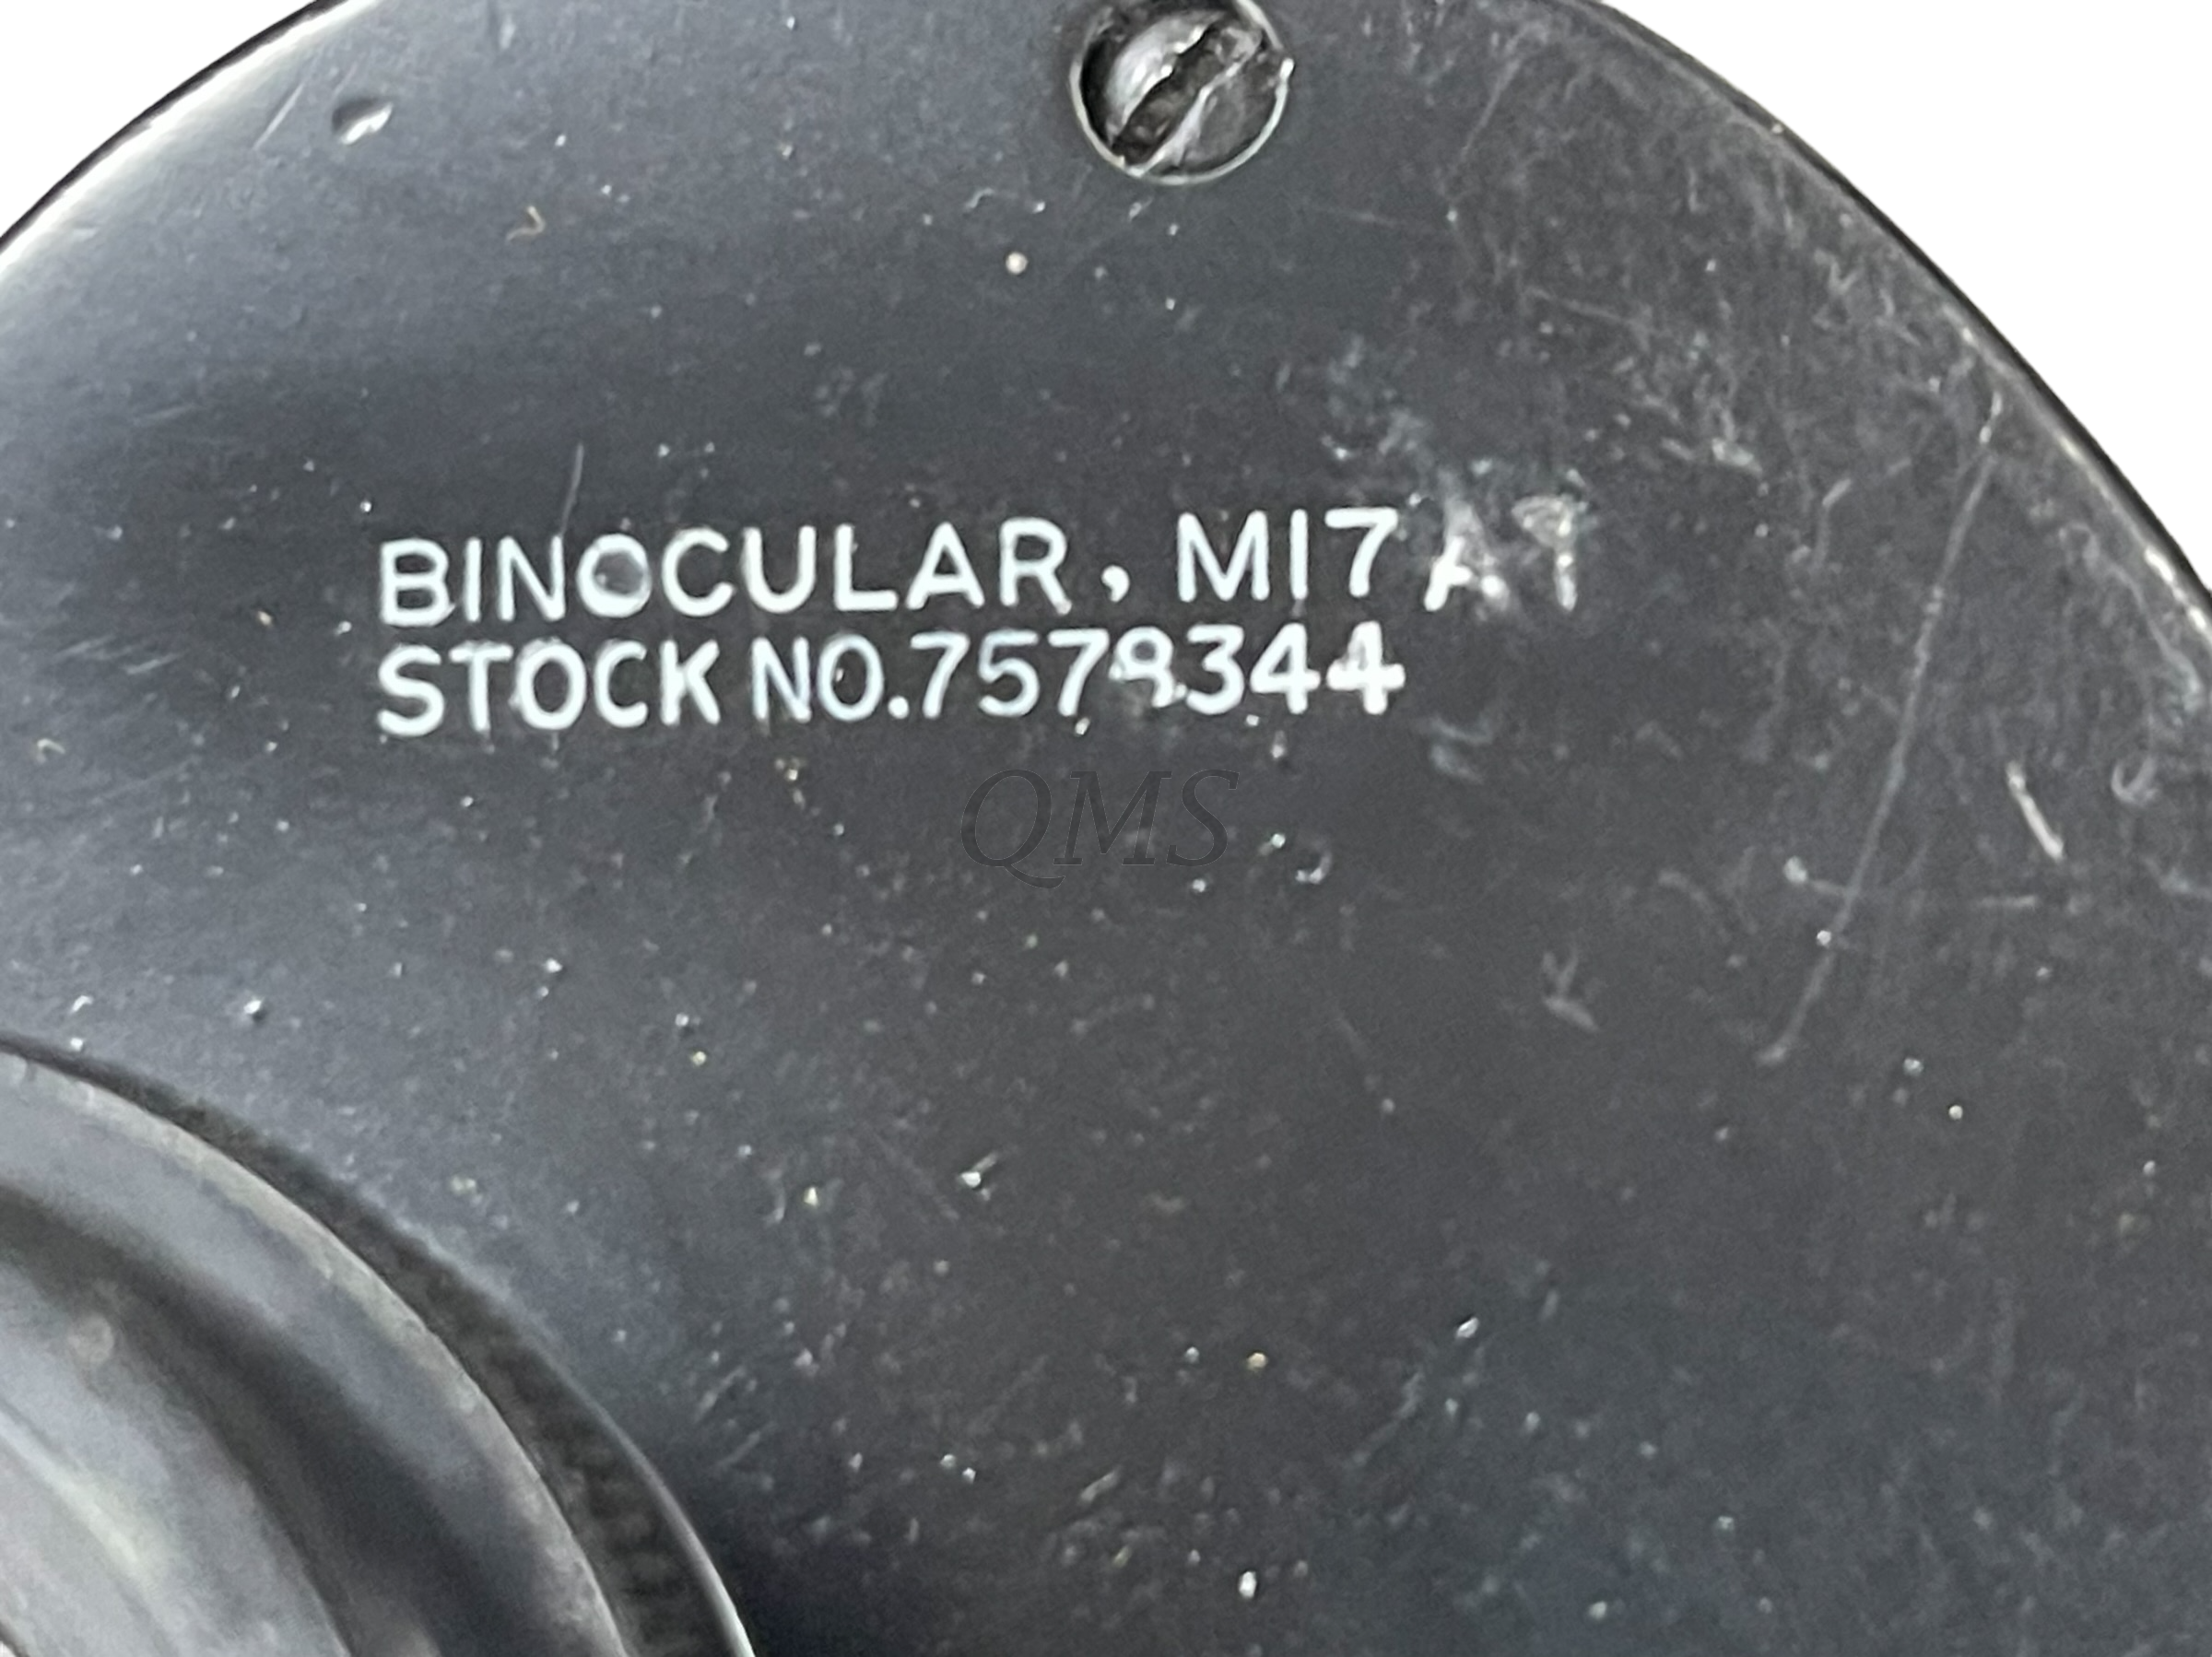 BINOCULAR, M17A1
STOCK NO.7578344
QMS